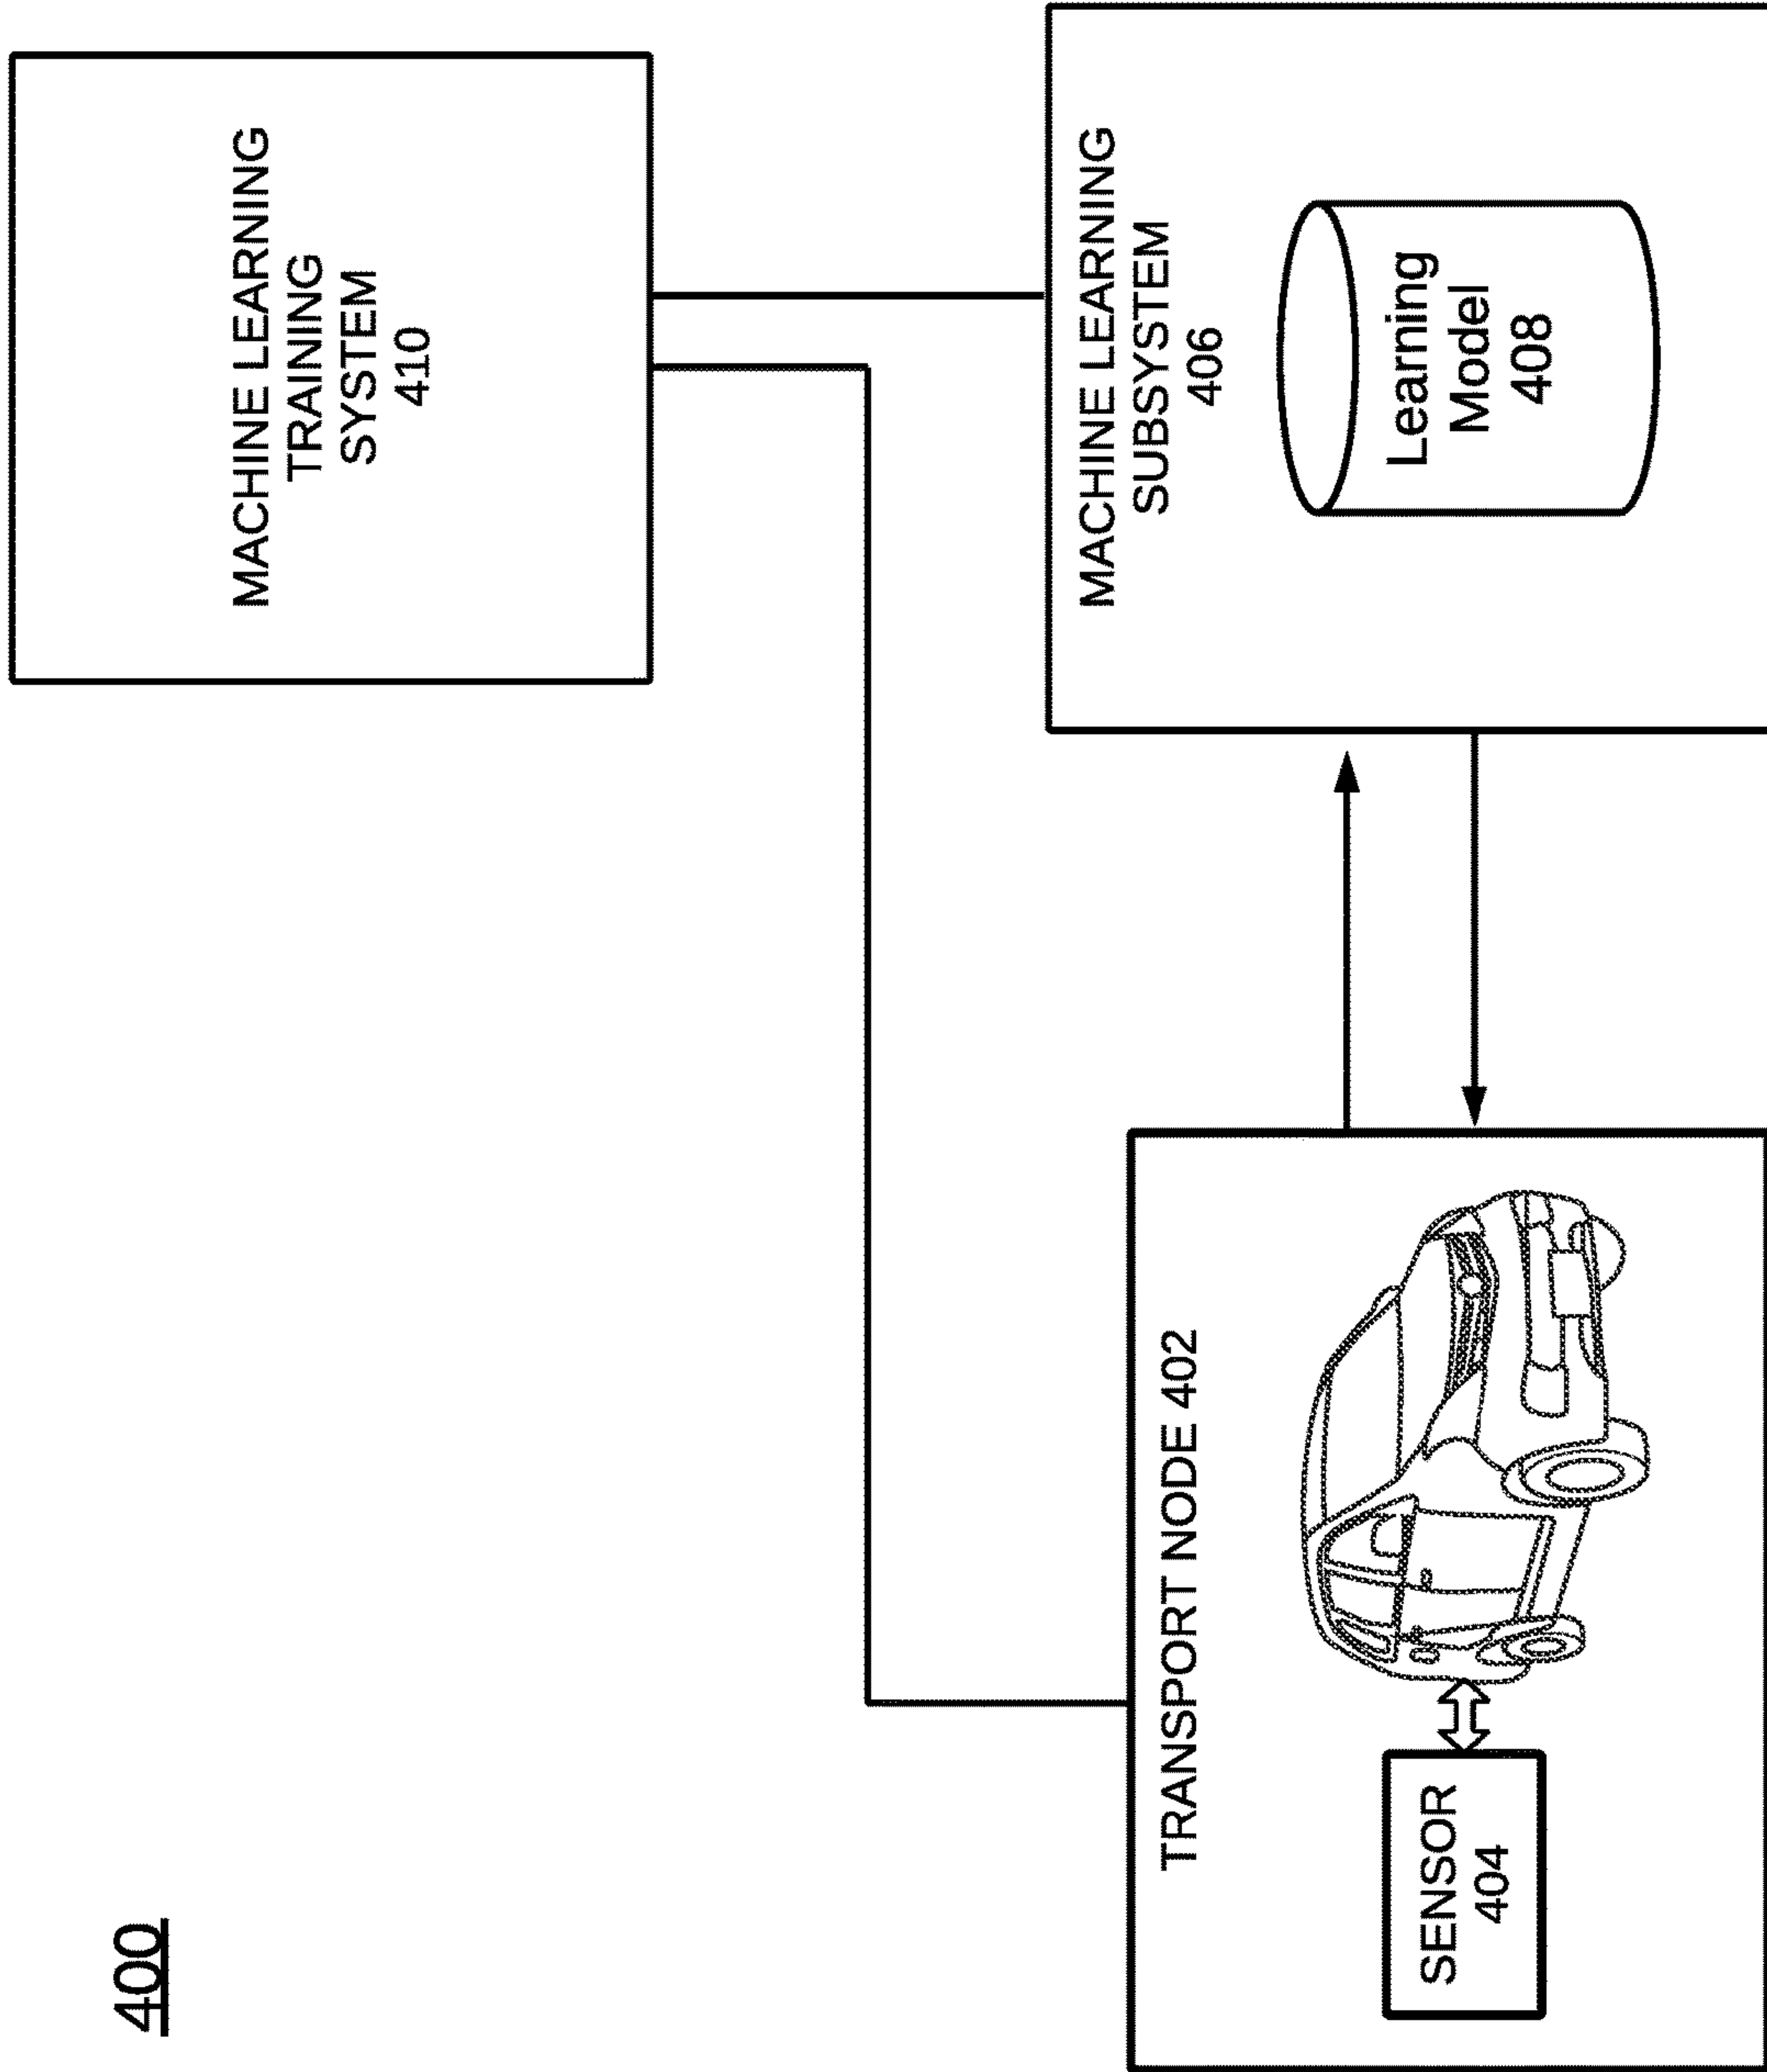 400
MACHINE LEARNING
TRAINING
SYSTEM
410
TRANSPORT NODE 402
SENSOR
404
MACHINE LEARNING
SUBSYSTEM
406
Learning
Model
408